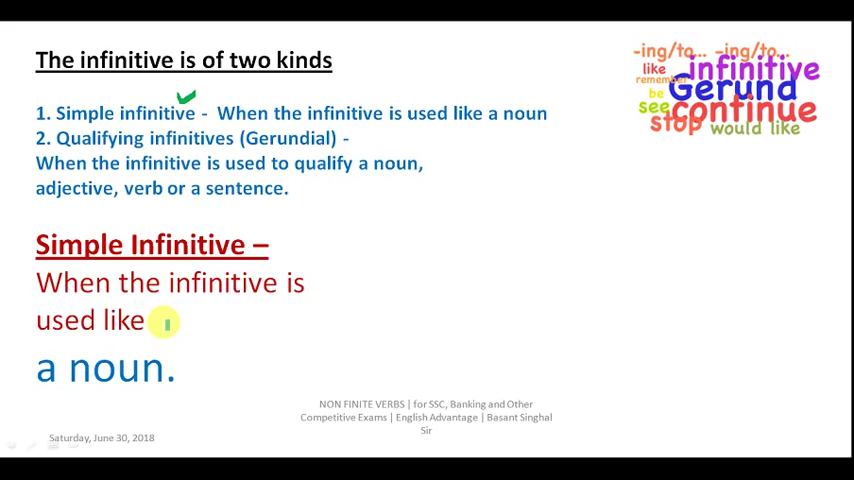 The infinitive is of two kinds
1. Simple infinitive - When the infinitive is used like a noun
2. Qualifying infinitives (Gerundial) -
When the infinitive is used to qualify a noun,
adjective, verb or a sentence.
Simple Infinitive –
When the infinitive is
used like
a noun.
-ing/to... -ing/to...
like infinitive
remember
be Gerund
see continue
stop would like
NON FINITE VERBS | for SSC, Banking and Other
Competitive Exams | English Advantage | Basant Singhal
Sir
Saturday, June 30, 2018